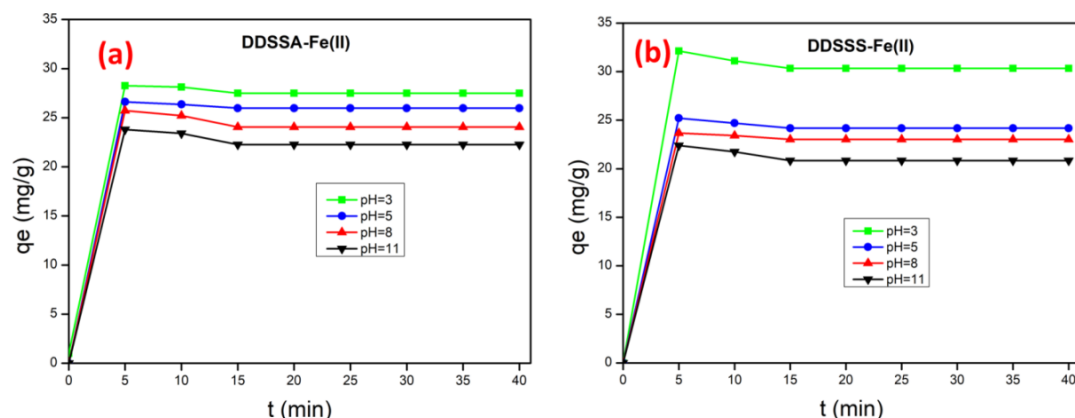 (a)
DDSSA-Fe(II)
qe (mg/g)
35
30
25
20
15
10
5
0
pH=3
pH=5
pH=8
pH=11
0 5 10 15 20 25 30 35 40
t (min)
(b)
DDSSS-Fe(II)
qe (mg/g)
35
30
25
20
15
10
5
0
pH=3
pH=5
pH=8
pH=11
0 5 10 15 20 25 30 35 40
t (min)